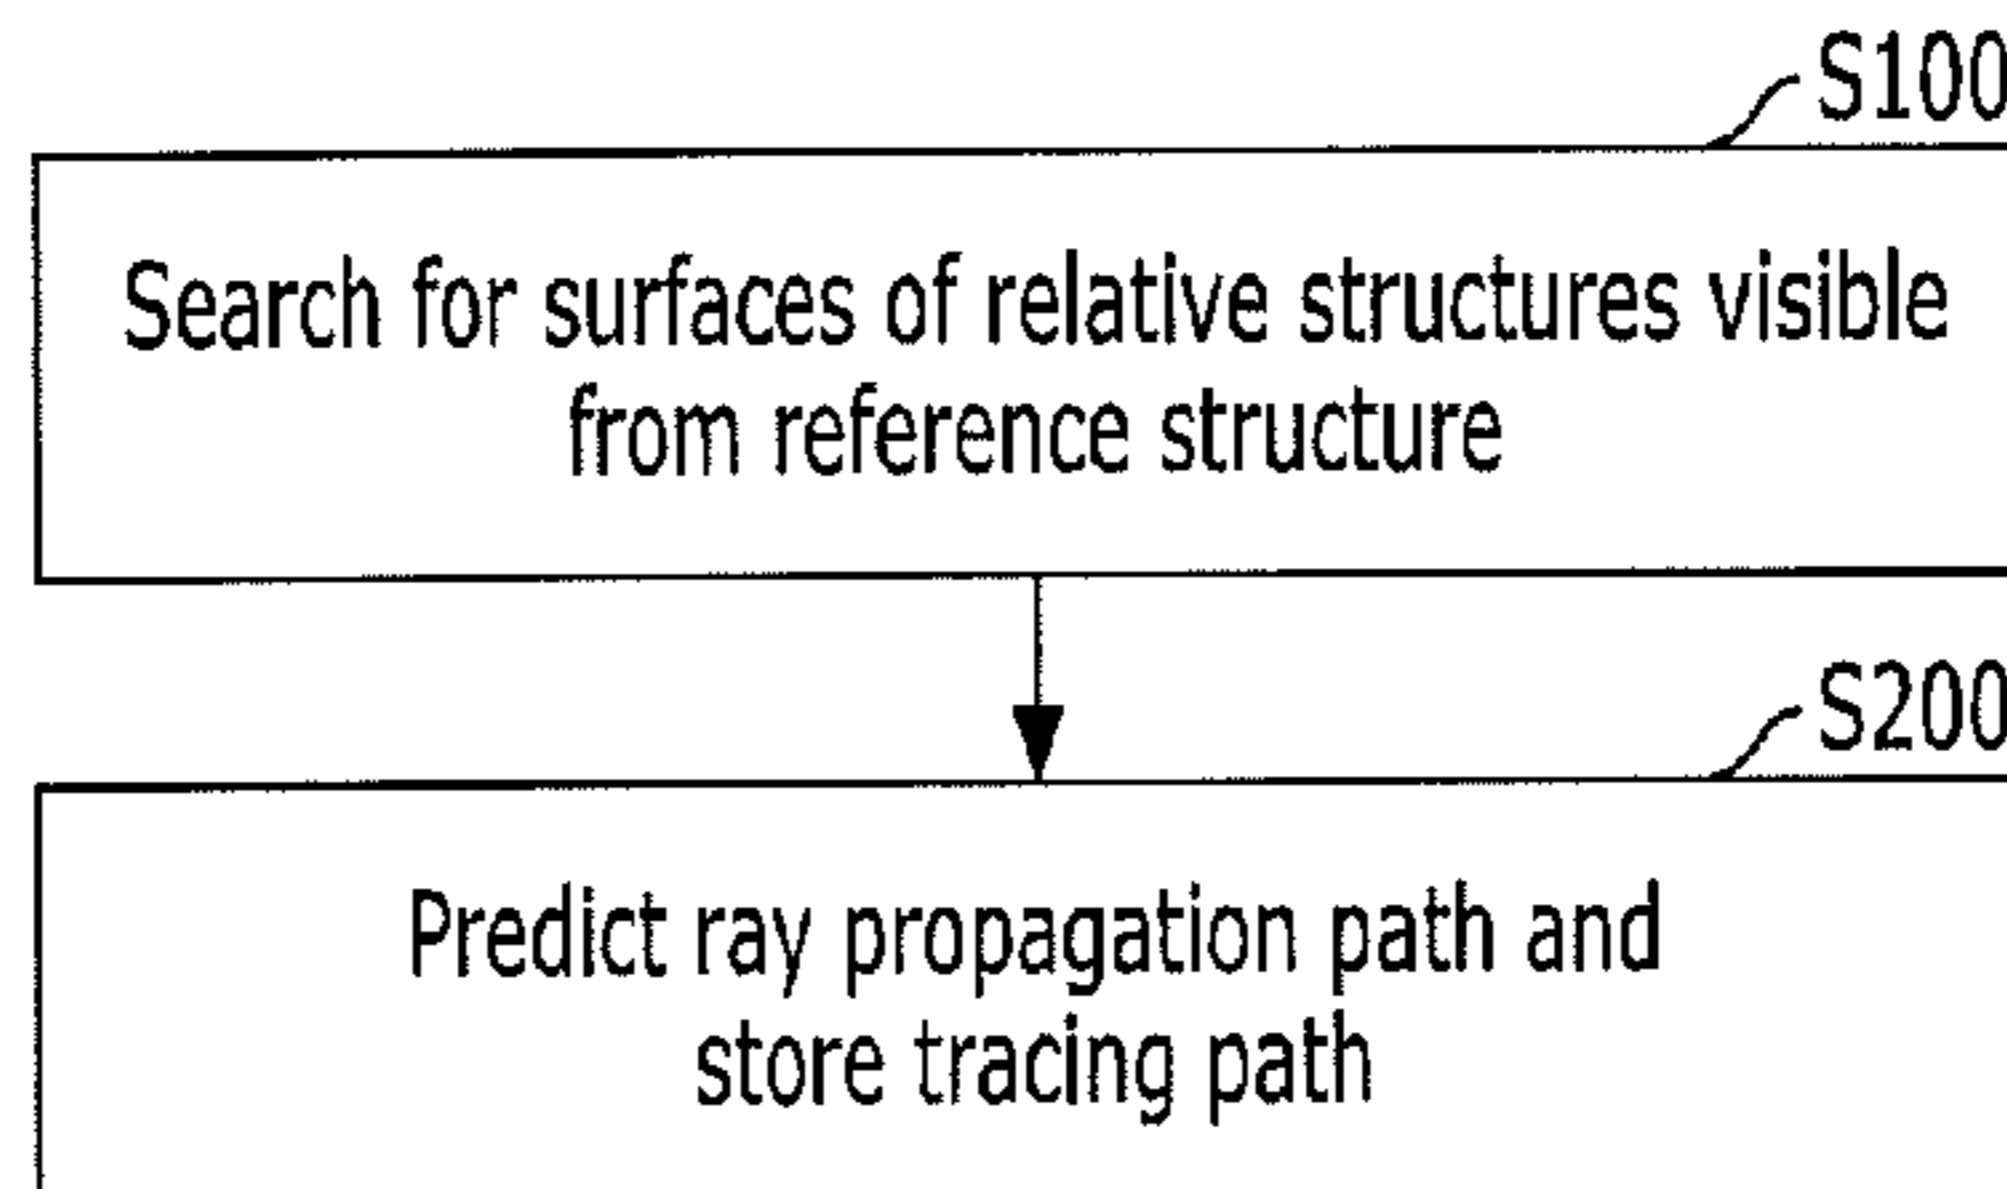 S100
Search for surfaces of relative structures visible
from reference structure
S200
Predict ray propagation path and
store tracing path